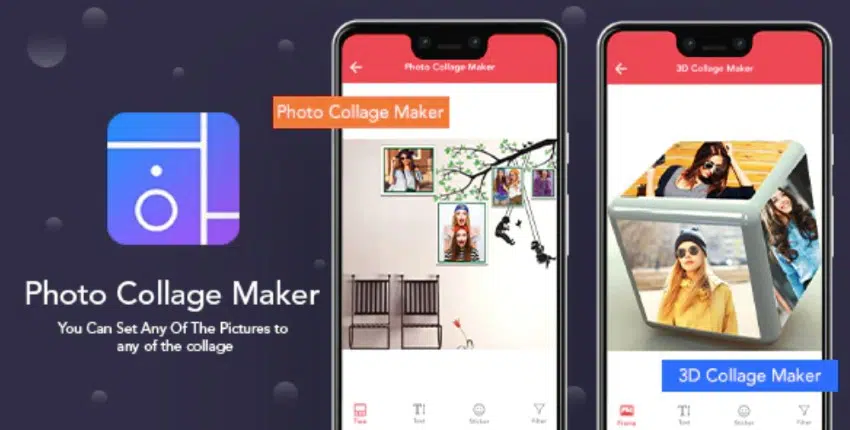 Photo Collage Maker
You Can Set Any Of The Pictures to
any of the collage
Photo Collage Maker
Photo Collage Maker
Text
Sticker
Filter
3D Collage Maker
3D Collage Maker
Frame
Text
Sticker
Filter